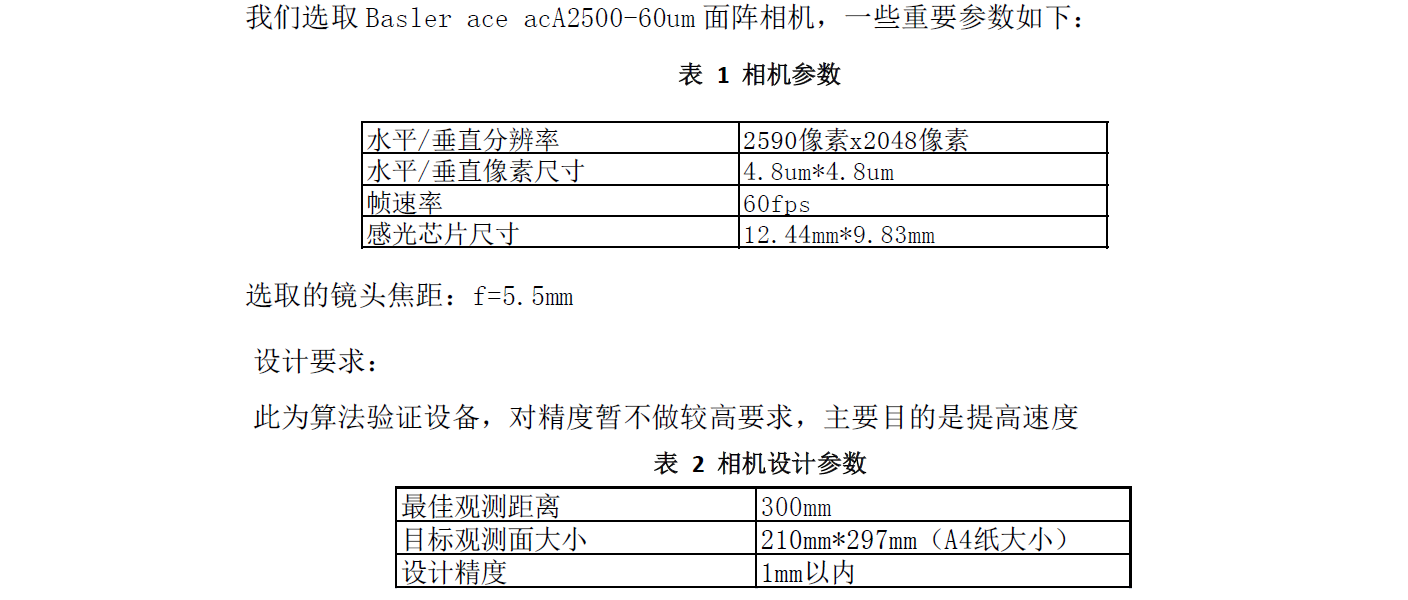 我们选取 Basler ace acA2500-60um 面阵相机，一些重要参数如下：
表 1 相机参数
水平/垂直分辨率 2590像素x2048像素
水平/垂直像素尺寸 4.8um*4.8um
帧速率 60fps
感光芯片尺寸 12.44mm*9.83mm
选取的镜头焦距：f=5.5mm
设计要求：
此为算法验证设备，对精度暂不做较高要求，主要目的是提高速度
表 2 相机设计参数
最佳观测距离 300mm
目标观测面大小 210mm*297mm（A4纸大小）
设计精度 1mm以内